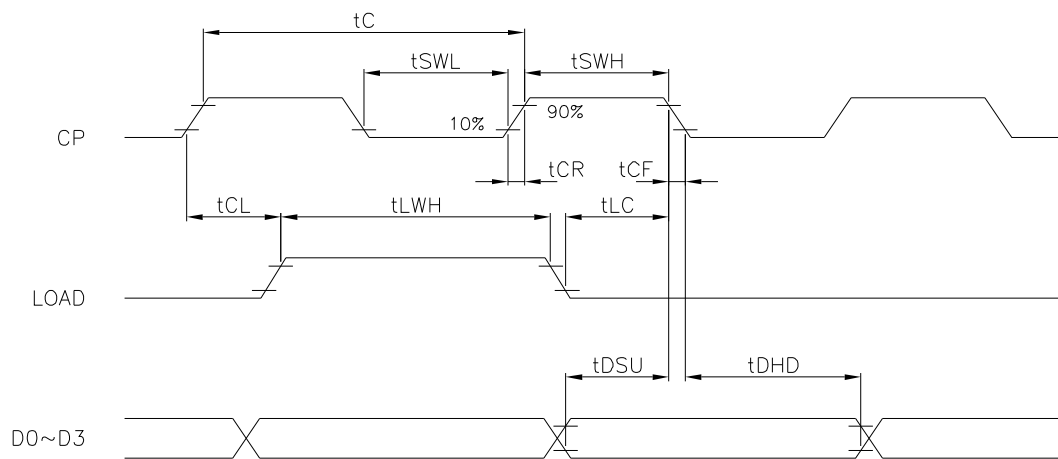 tC
tSWL
tSWH
10%
90%
CP
tCR
tCF
tCL
tLWH
tLC
LOAD
tDSU
tDHD
D0~D3